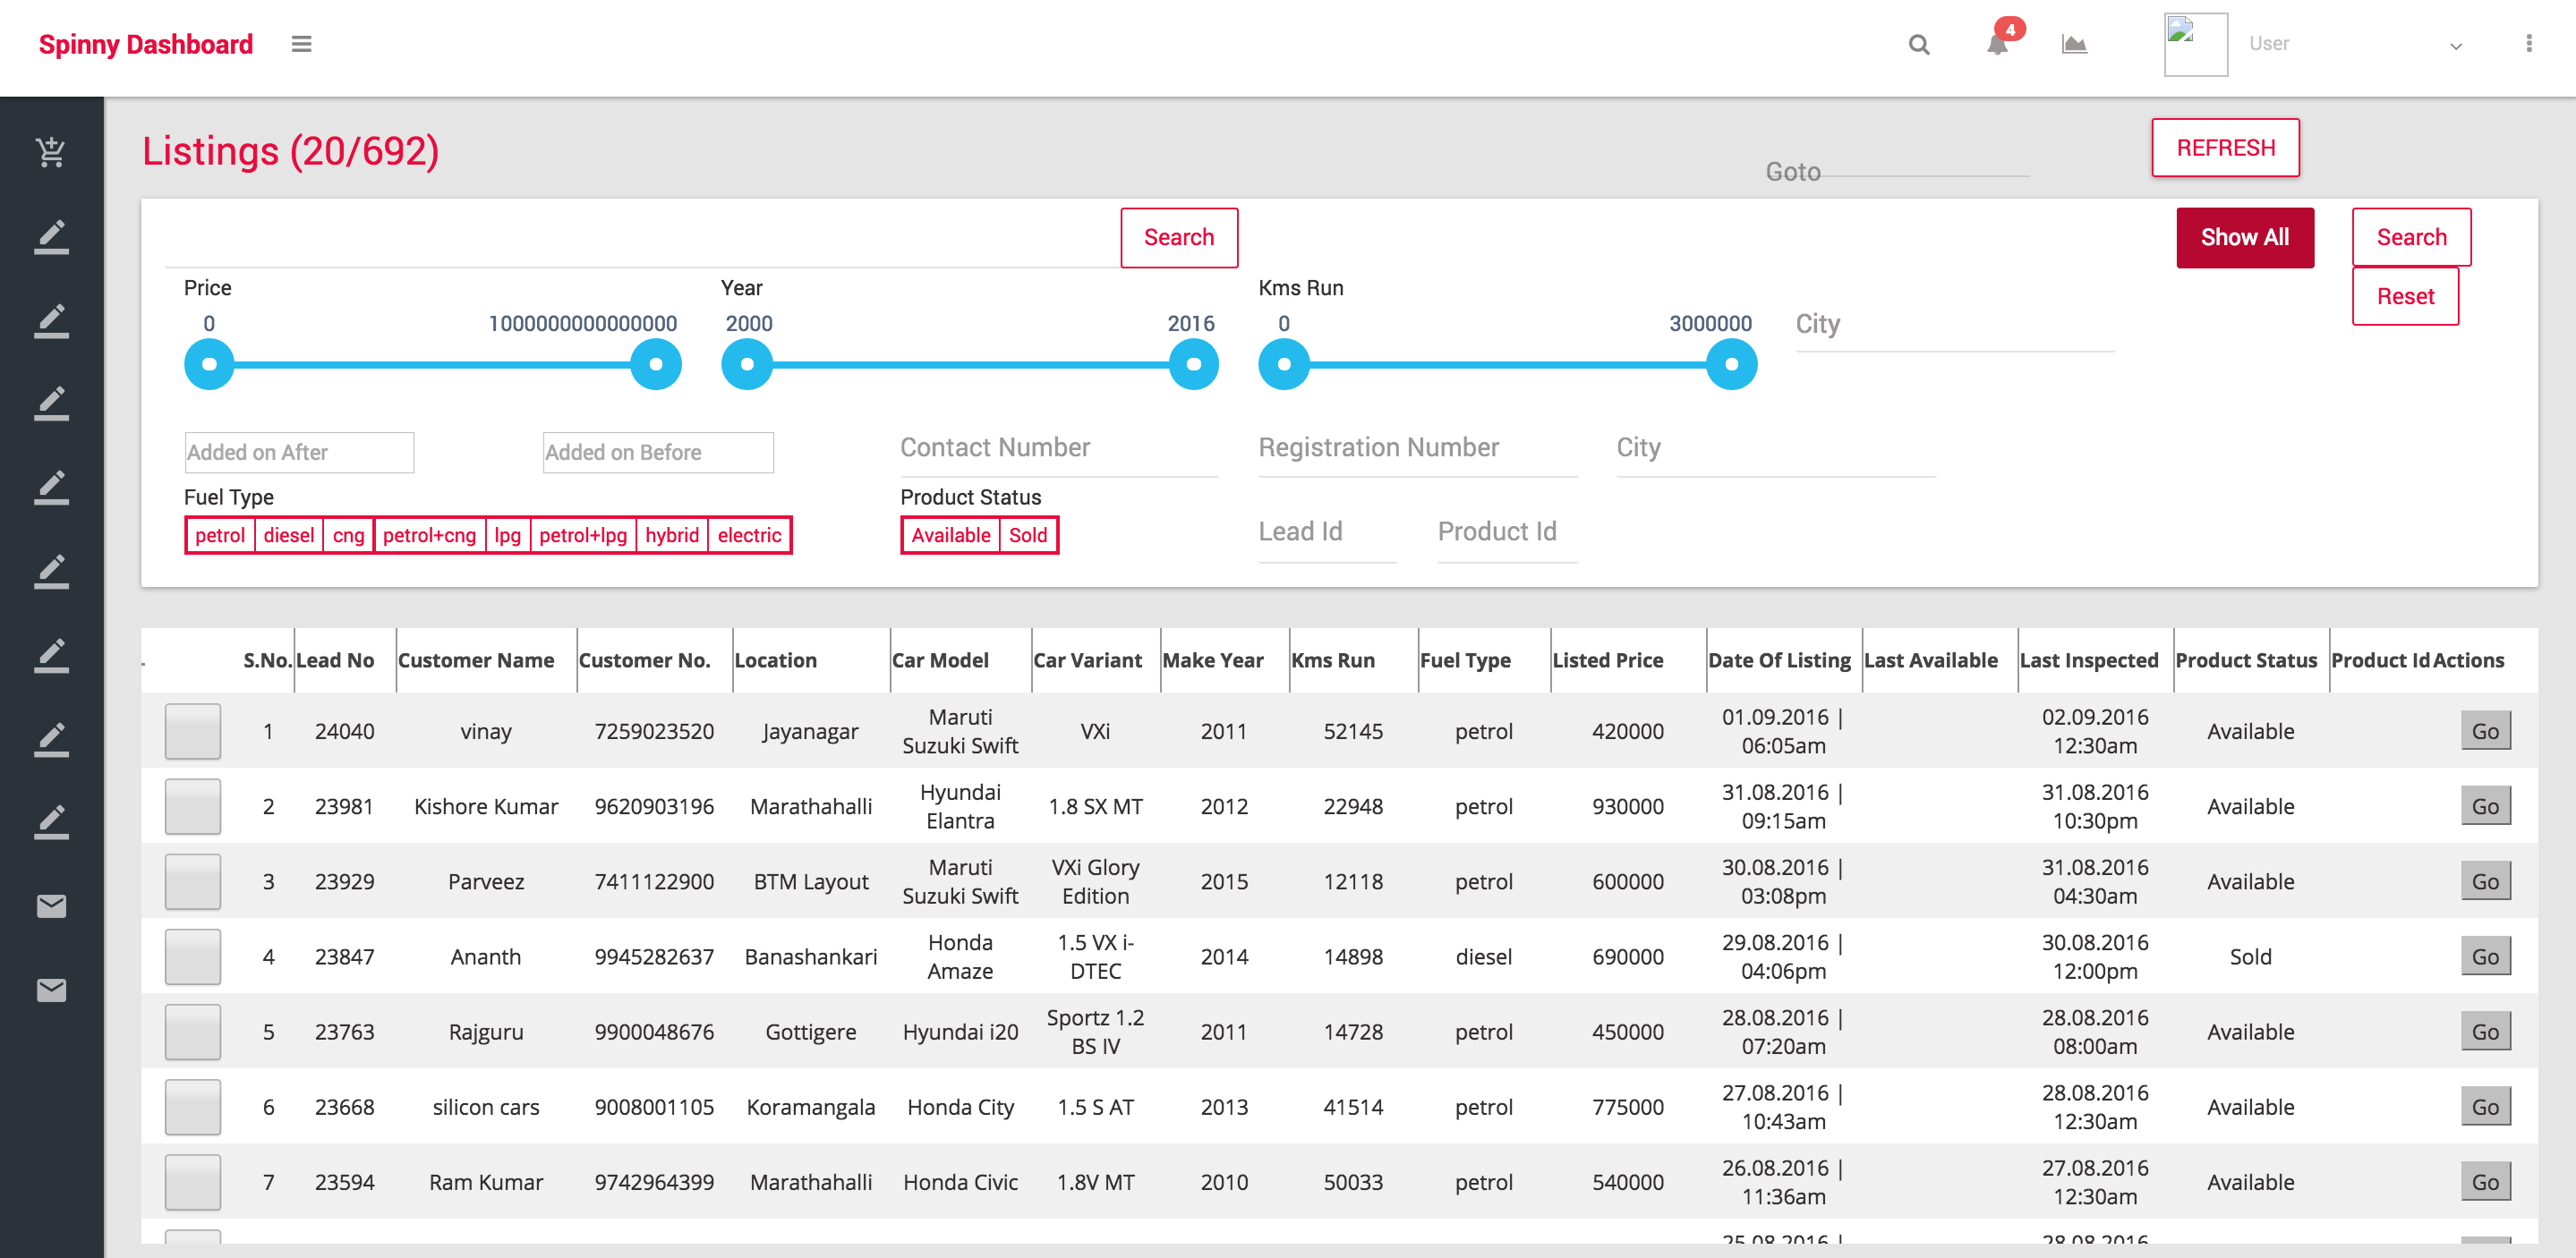 Spinny Dashboard
4
User
Listings (20/692)
Goto
REFRESH
Search
Show All
Search
Reset
Price
Year
Kms Run
0 1000000000000000
2000 2016
0 3000000
City
Added on After
Added on Before
Contact Number
Registration Number
City
Fuel Type
Product Status
petrol diesel cng petrol+cng lpg petrol+lpg hybrid electric
Available Sold
Lead Id
Product Id
S.No. Lead No Customer Name Customer No. Location Car Model Car Variant Make Year Kms Run Fuel Type Listed Price Date Of Listing Last Available Last Inspected Product Status Product Id Actions
1 24040 vinay 7259023520 Jayanagar Maruti Suzuki Swift VXi 2011 52145 petrol 420000 01.09.2016 | 06:05am 02.09.2016 12:30am Available Go
2 23981 Kishore Kumar 9620903196 Marathahalli Hyundai Elantra 1.8 SX MT 2012 22948 petrol 930000 31.08.2016 | 09:15am 31.08.2016 10:30pm Available Go
3 23929 Parveez 7411122900 BTM Layout Maruti Suzuki Swift VXi Glory Edition 2015 12118 petrol 600000 30.08.2016 | 03:08pm 31.08.2016 04:30am Available Go
4 23847 Ananth 9945282637 Banashankari Honda Amaze 1.5 VX i-DTEC 2014 14898 diesel 690000 29.08.2016 | 04:06pm 30.08.2016 12:00pm Sold Go
5 23763 Rajguru 9900048676 Gottigere Hyundai i20 Sportz 1.2 BS IV 2011 14728 petrol 450000 28.08.2016 | 07:20am 28.08.2016 08:00am Available Go
6 23668 silicon cars 9008001105 Koramangala Honda City 1.5 S AT 2013 41514 petrol 775000 27.08.2016 | 10:43am 28.08.2016 12:30am Available Go
7 23594 Ram Kumar 9742964399 Marathahalli Honda Civic 1.8V MT 2010 50033 petrol 540000 26.08.2016 | 11:36am 27.08.2016 12:30am Available Go
25.08.2016 | 28.08.2016